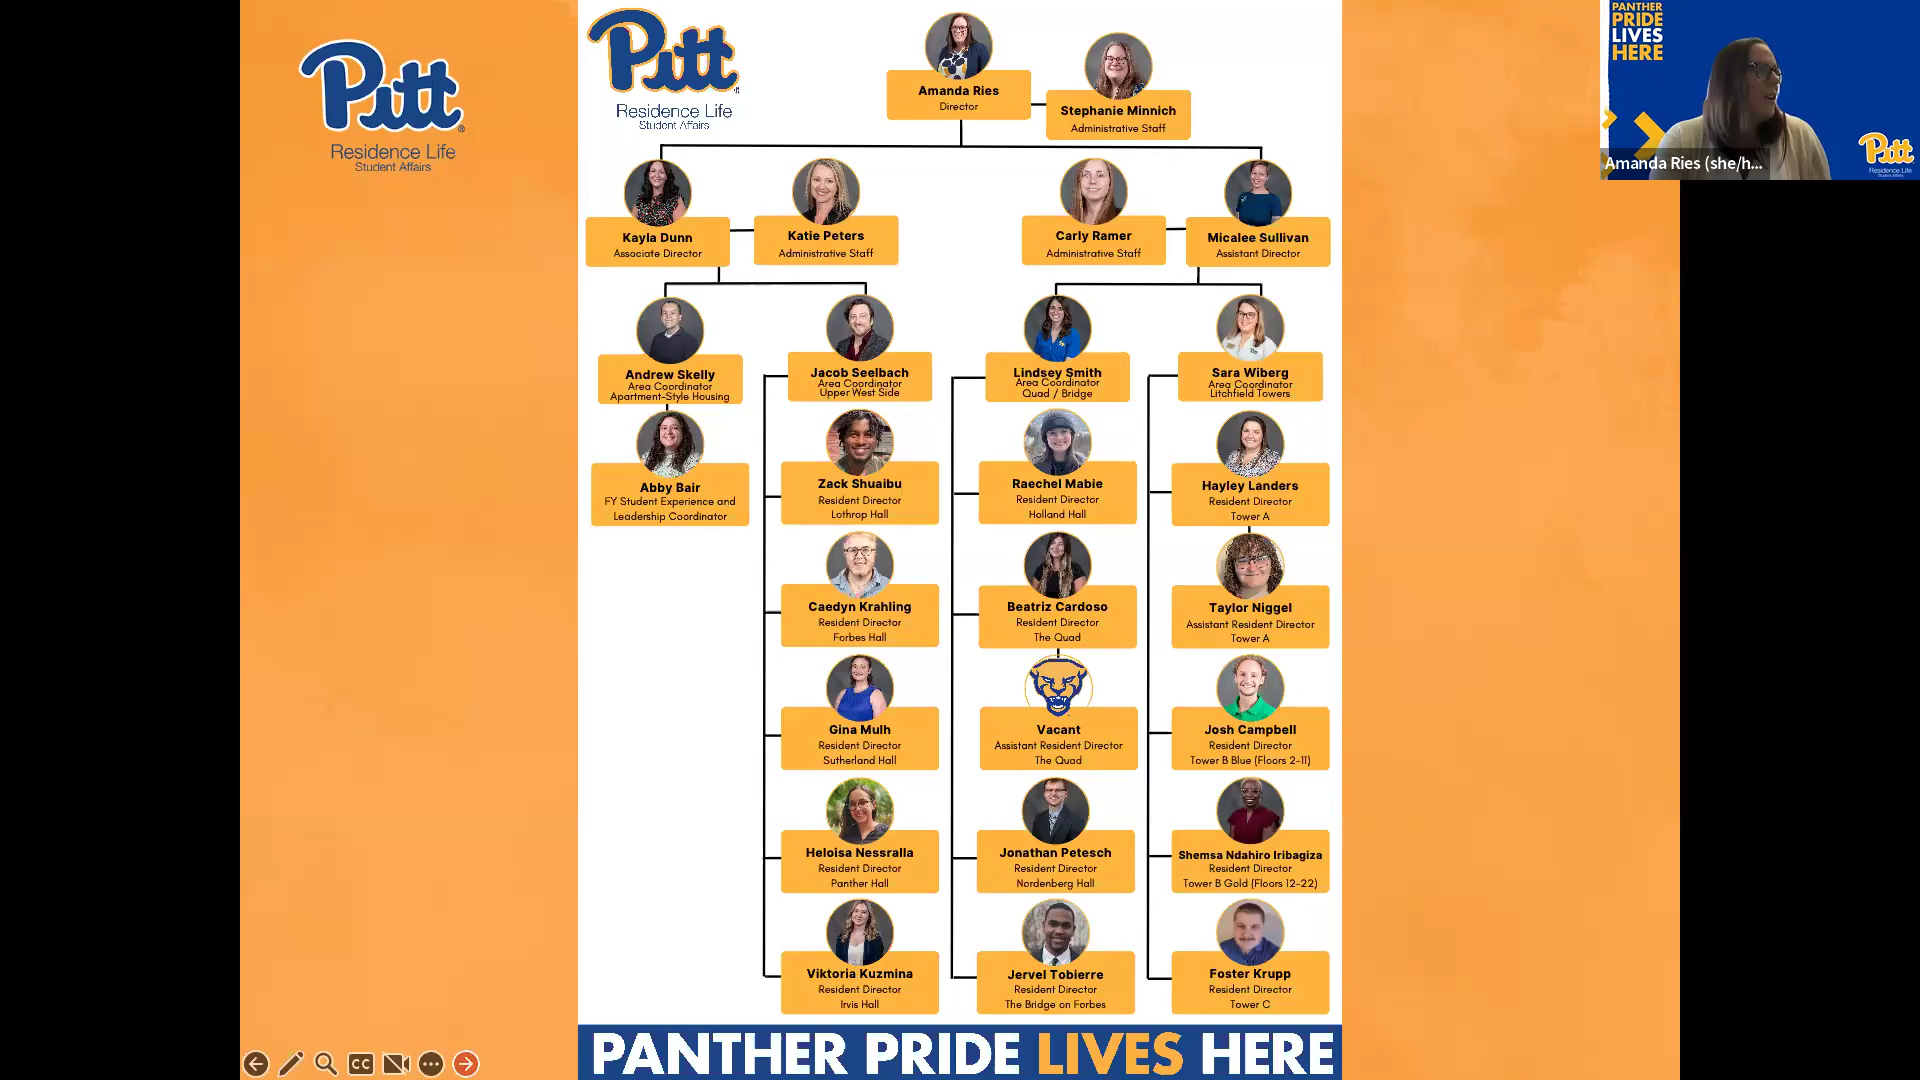 Pitt
Residence Life
Student Affairs
Pitt
Residence Life
Student Affairs
Amanda Ries
Director
Stephanie Minnich
Administrative Staff
PANTHER
PRIDE
LIVES
HERE
Pitt
Residence Life
Amanda Ries (she/h...
Kayla Dunn
Associate Director
Katie Peters
Administrative Staff
Carly Ramer
Administrative Staff
Micalee Sullivan
Assistant Director
Andrew Skelly
Area Coordinator
Apartment-Style Housing
Jacob Seelbach
Area Coordinator
Upper West Side
Lindsey Smith
Area Coordinator
Quad / Bridge
Sara Wiberg
Area Coordinator
Litchfield Towers
Abby Bair
FY Student Experience and
Leadership Coordinator
Zack Shuaibu
Resident Director
Lothrop Hall
Raechel Mabie
Resident Director
Holland Hall
Hayley Landers
Resident Director
Tower A
Caedyn Krahling
Resident Director
Forbes Hall
Beatriz Cardoso
Resident Director
The Quad
Taylor Niggel
Assistant Resident Director
Tower A
Gina Mulh
Resident Director
Sutherland Hall
Vacant
Assistant Resident Director
The Quad
Josh Campbell
Resident Director
Tower B Blue (Floors 2-11)
Heloisa Nessralla
Resident Director
Panther Hall
Jonathan Petesch
Resident Director
Nordenberg Hall
Shemsa Ndahiro Iribagiza
Resident Director
Tower B Gold (Floors 12-22)
Viktoria Kuzmina
Resident Director
Irvis Hall
Jervel Tobierre
Resident Director
The Bridge on Forbes
Foster Krupp
Resident Director
Tower C
PANTHER PRIDE LIVES HERE
CC